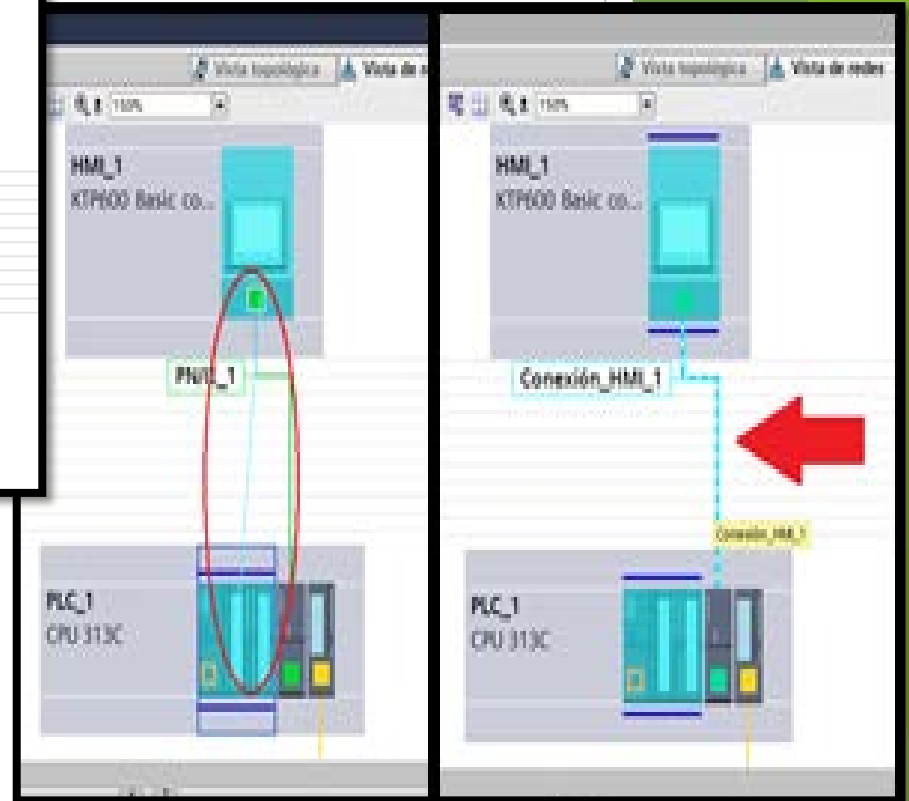 Vista topológica
Vista de
150%
HMI_1
KTP600 Basic co...
PN/IE_1
PLC_1
CPU 313C
Vista topológica
Vista de redes
150%
HMI_1
KTP600 Basic co...
Conexión_HMI_1
Conexión_HMI_1
PLC_1
CPU 313C